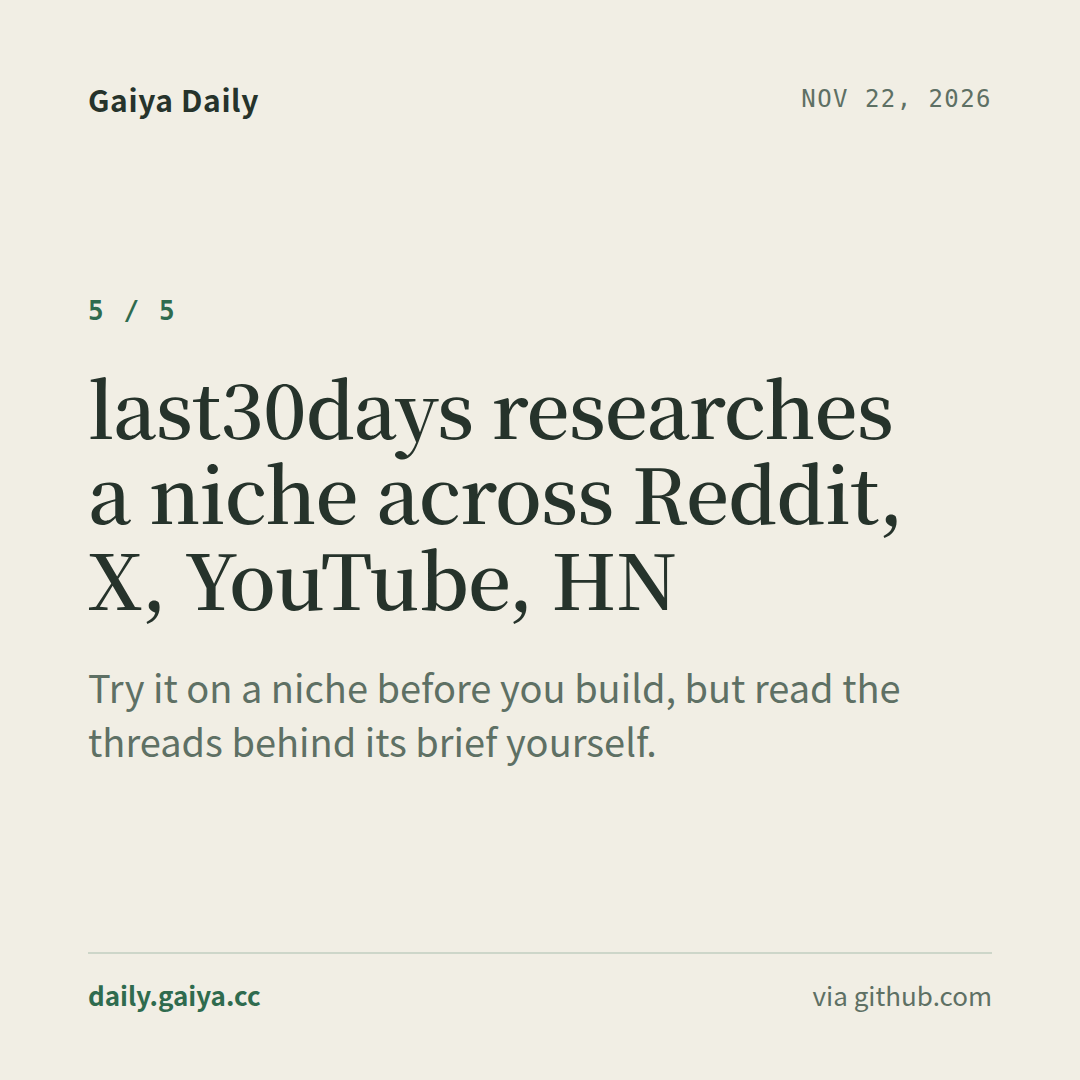 Gaiya Daily
NOV 22, 2026
5 / 5
last30days researches
a niche across Reddit,
X, YouTube, HN
Try it on a niche before you build, but read the
threads behind its brief yourself.
daily.gaiya.cc
via github.com